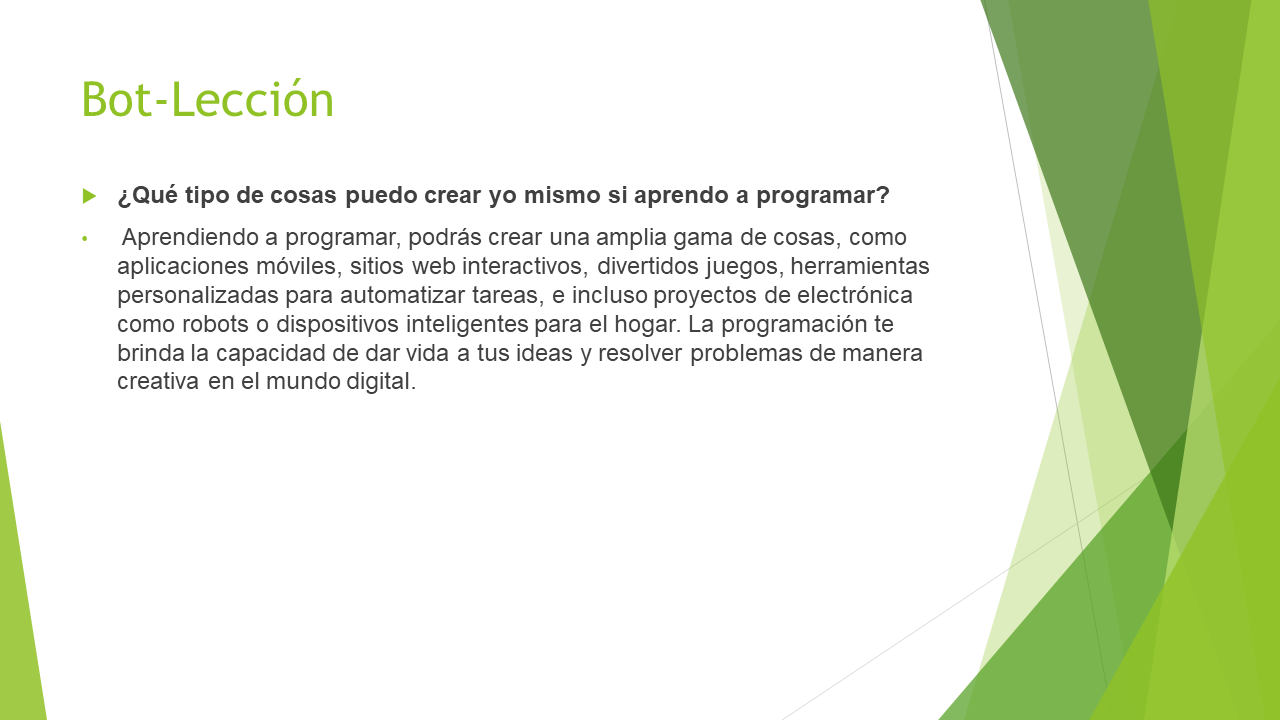 Bot-Lección
¿Qué tipo de cosas puedo crear yo mismo si aprendo a programar?
Aprendiendo a programar, podrás crear una amplia gama de cosas, como
aplicaciones móviles, sitios web interactivos, divertidos juegos, herramientas
personalizadas para automatizar tareas, e incluso proyectos de electrónica
como robots o dispositivos inteligentes para el hogar. La programación te
brinda la capacidad de dar vida a tus ideas y resolver problemas de manera
creativa en el mundo digital.